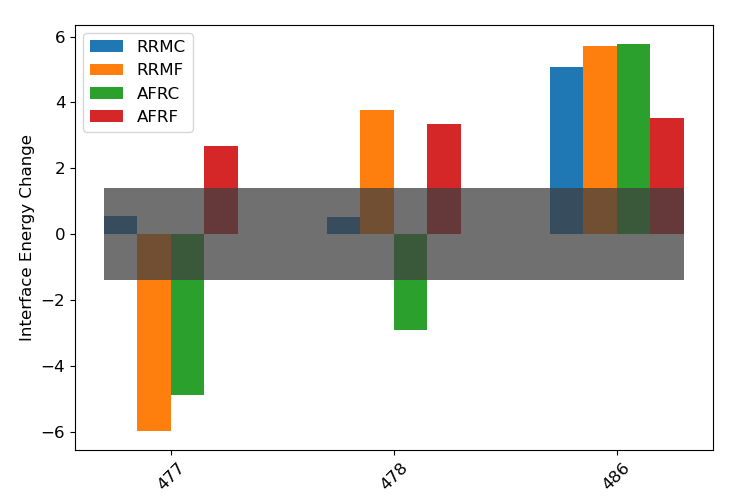 RRMC
RRMF
AFRC
AFRF
Interface Energy Change
6
4
2
0
−2
−4
−6
477
478
486